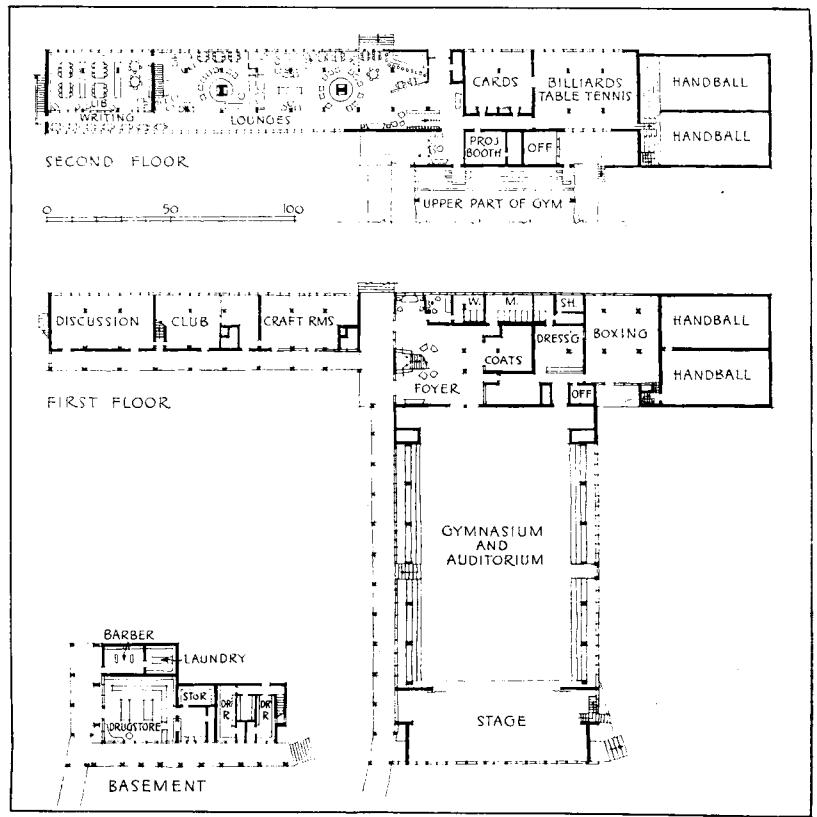 CARDS
BILLIARDS
TABLE TENNIS
HANDBALL
LIB
WRITING
LOUNGES
PROJ
BOOTH
OFF
HANDBALL
SECOND FLOOR
UPPER PART OF GYM
0 50 100
W.
M.
SH.
DISCUSSION
CLUB
CRAFT RMS
COATS
DRESS'G
BOXING
HANDBALL
FOYER
OFF
HANDBALL
FIRST FLOOR
GYMNASIUM
AND
AUDITORIUM
BARBER
LAUNDRY
STOR
DR
R
DR
R
DRUGSTORE
STAGE
BASEMENT